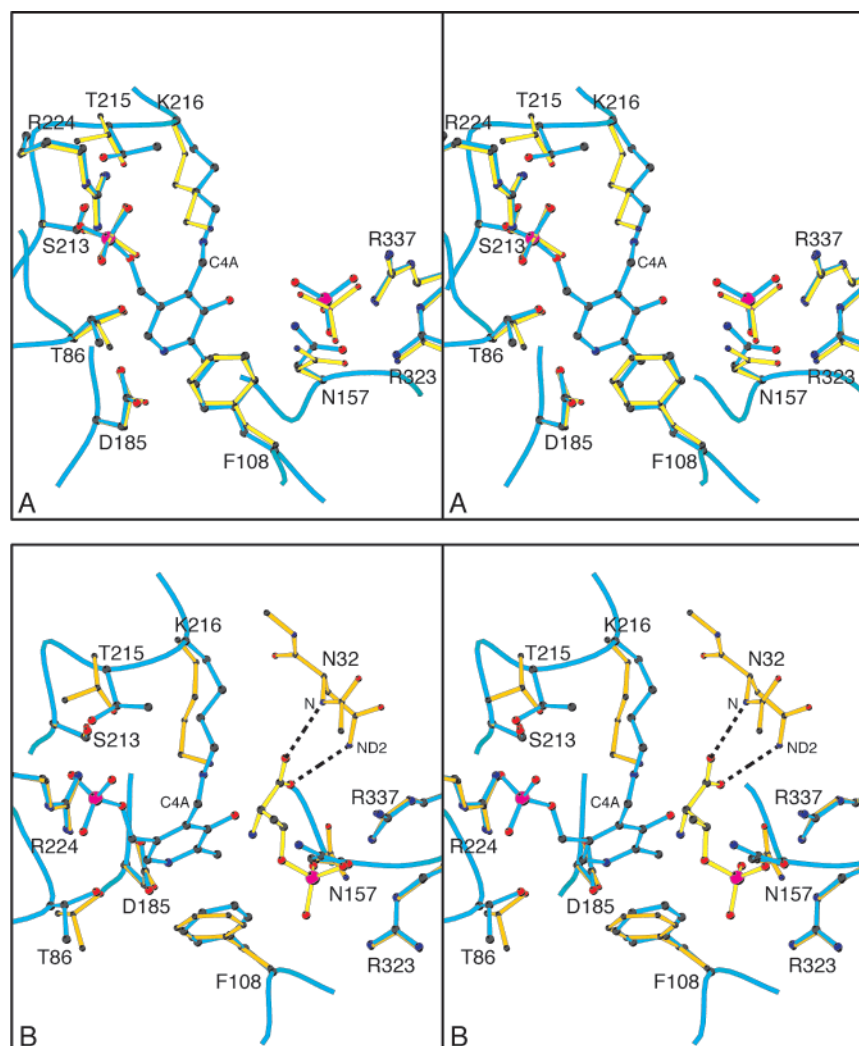 T215 K216
R224
S213
C4A
R337
T86
R323
N157
D185
F108
A
T215 K216
R224
S213
C4A
R337
T86
R323
N157
D185
F108
A
K216
N32
T215
N
S213
ND2
C4A
R337
R224
N157
D185
T86
R323
F108
B
K216
N32
T215
N
S213
ND2
C4A
R337
R224
N157
D185
T86
R323
F108
B